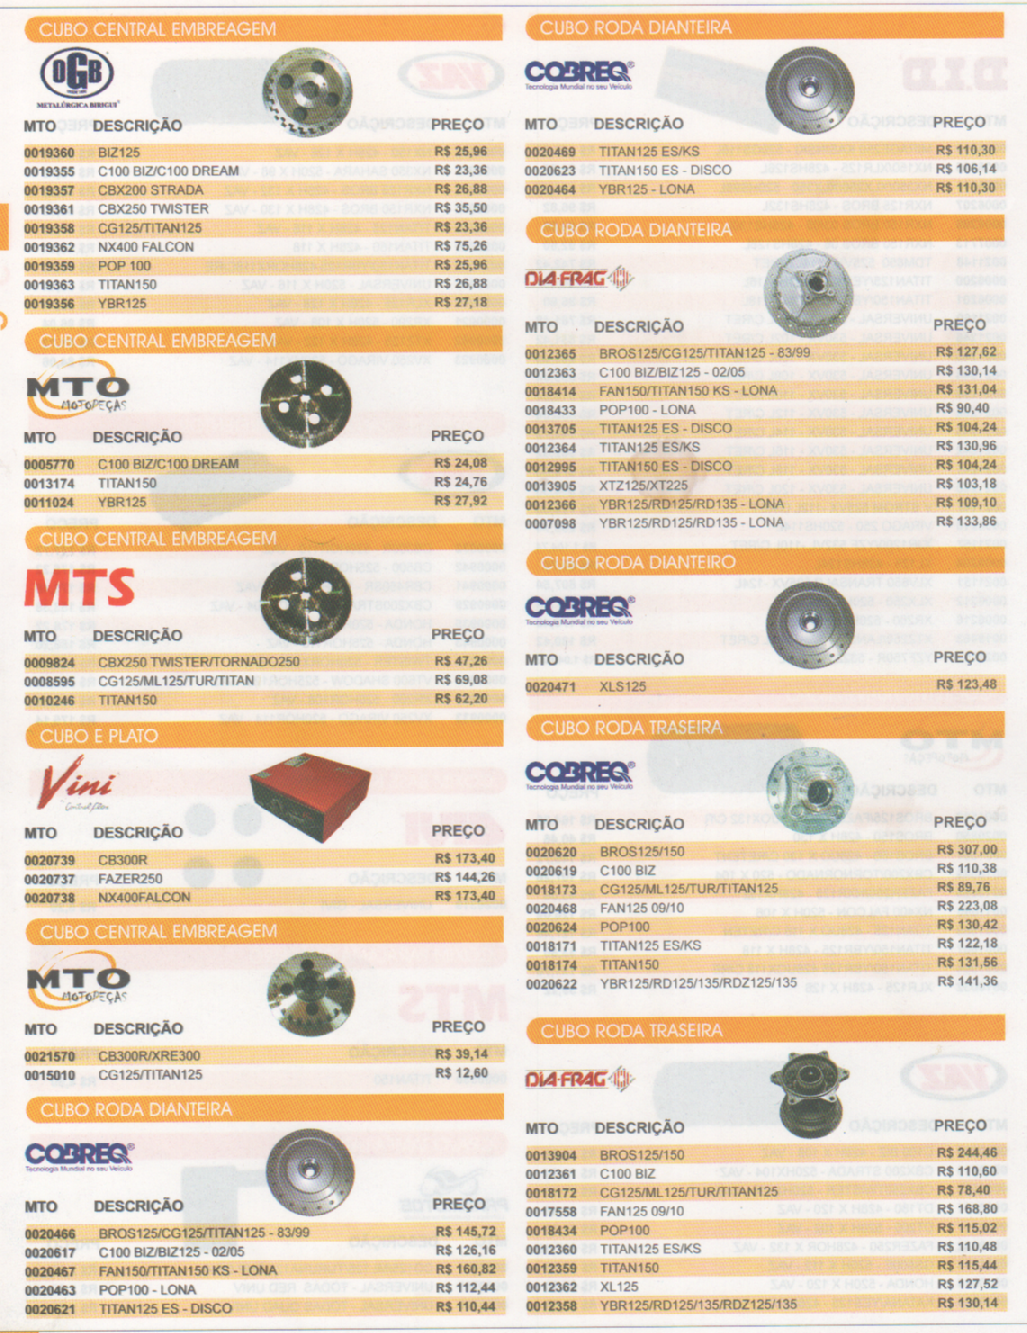 CUBO CENTRAL EMBREAGEM
OGB
METALÚRGICA BIRIGUI
MTO DESCRIÇÃO PREÇO
0019360 BIZ125 R$ 25,96
0019355 C100 BIZ/C100 DREAM R$ 23,36
0019357 CBX200 STRADA R$ 26,88
0019361 CBX250 TWISTER R$ 35,50
0019358 CG125/TITAN125 R$ 23,36
0019362 NX400 FALCON R$ 75,26
0019359 POP 100 R$ 25,96
0019363 TITAN150 R$ 26,88
0019356 YBR125 R$ 27,18
CUBO CENTRAL EMBREAGEM
MTO
MOTOPEÇAS
MTO DESCRIÇÃO PREÇO
0005770 C100 BIZ/C100 DREAM R$ 24,08
0013174 TITAN150 R$ 24,76
0011024 YBR125 R$ 27,92
CUBO CENTRAL EMBREAGEM
MTS
MTO DESCRIÇÃO PREÇO
0009824 CBX250 TWISTER/TORNADO250 R$ 47,26
0008595 CG125/ML125/TUR/TITAN R$ 69,08
0010246 TITAN150 R$ 62,20
CUBO E PLATO
Vini
MTO DESCRIÇÃO PREÇO
0020739 CB300R R$ 173,40
0020737 FAZER250 R$ 144,26
0020738 NX400FALCON R$ 173,40
CUBO CENTRAL EMBREAGEM
MTO
MOTOPEÇAS
MTO DESCRIÇÃO PREÇO
0021570 CB300R/XRE300 R$ 39,14
0015010 CG125/TITAN125 R$ 12,60
CUBO RODA DIANTEIRA
COBREQ
Tecnologia Mundial no seu Veículo
MTO DESCRIÇÃO PREÇO
0020466 BROS125/CG125/TITAN125 - 83/99 R$ 145,72
0020617 C100 BIZ/BIZ125 - 02/05 R$ 126,16
0020467 FAN150/TITAN150 KS - LONA R$ 160,82
0020463 POP100 - LONA R$ 112,44
0020621 TITAN125 ES - DISCO R$ 110,44
CUBO RODA DIANTEIRA
COBREQ
Tecnologia Mundial no seu Veículo
MTO DESCRIÇÃO PREÇO
0020469 TITAN125 ES/KS R$ 110,30
0020623 TITAN150 ES - DISCO R$ 106,14
0020464 YBR125 - LONA R$ 110,30
CUBO RODA DIANTEIRA
DIAFRAG
MTO DESCRIÇÃO PREÇO
0012365 BROS125/CG125/TITAN125 - 83/99 R$ 127,62
0012363 C100 BIZ/BIZ125 - 02/05 R$ 130,14
0018414 FAN150/TITAN150 KS - LONA R$ 131,04
0018433 POP100 - LONA R$ 90,40
0013705 TITAN125 ES - DISCO R$ 104,24
0012364 TITAN125 ES/KS R$ 130,96
0012995 TITAN150 ES - DISCO R$ 104,24
0013905 XTZ125/XT225 R$ 103,18
0012366 YBR125/RD125/RD135 - LONA R$ 109,10
0007098 YBR125/RD125/RD135 - LONA R$ 133,86
CUBO RODA DIANTEIRO
COBREQ
Tecnologia Mundial no seu Veículo
MTO DESCRIÇÃO PREÇO
0020471 XLS125 R$ 123,48
CUBO RODA TRASEIRA
COBREQ
Tecnologia Mundial no seu Veículo
MTO DESCRIÇÃO PREÇO
0020620 BROS125/150 R$ 307,00
0020619 C100 BIZ R$ 110,38
0018173 CG125/ML125/TUR/TITAN125 R$ 89,76
0020468 FAN125 09/10 R$ 223,08
0020624 POP100 R$ 130,42
0018171 TITAN125 ES/KS R$ 122,18
0018174 TITAN150 R$ 131,56
0020622 YBR125/RD125/135/RDZ125/135 R$ 141,36
CUBO RODA TRASEIRA
DIAFRAG
MTO DESCRIÇÃO PREÇO
0013904 BROS125/150 R$ 244,46
0012361 C100 BIZ R$ 110,60
0018172 CG125/ML125/TUR/TITAN125 R$ 78,40
0017558 FAN125 09/10 R$ 168,80
0018434 POP100 R$ 115,02
0012360 TITAN125 ES/KS R$ 110,48
0012359 TITAN150 R$ 115,44
0012362 XL125 R$ 127,52
0012358 YBR125/RD125/135/RDZ125/135 R$ 130,14